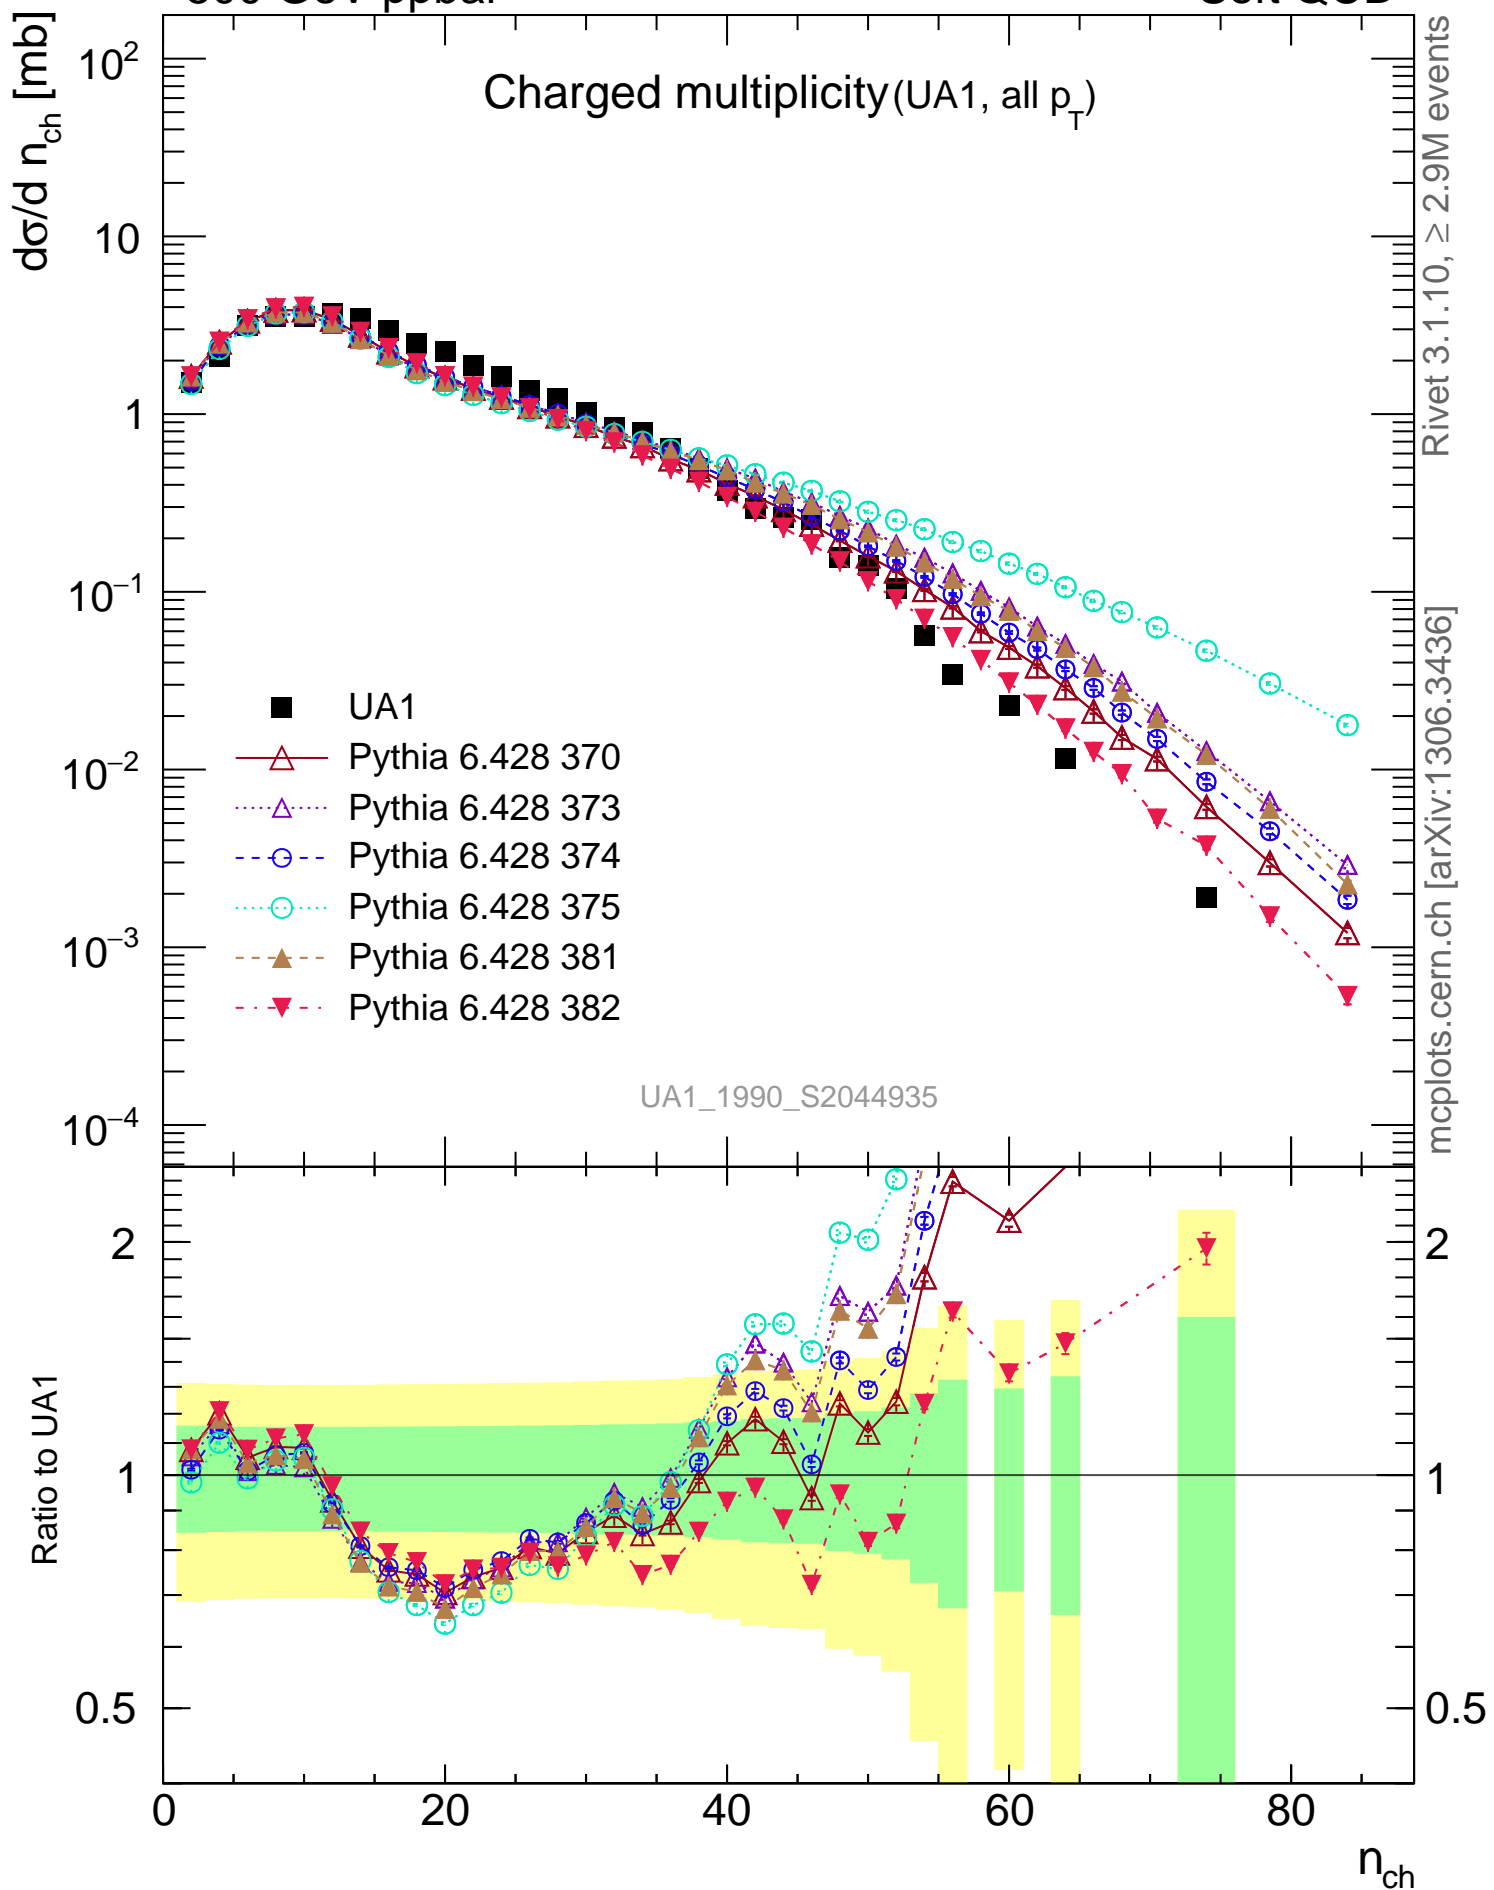 dσ/d n_ch [mb]
Charged multiplicity (UA1, all p_T)
10²
10
1
10⁻¹
10⁻²
10⁻³
10⁻⁴
UA1
Pythia 6.428 370
Pythia 6.428 373
Pythia 6.428 374
Pythia 6.428 375
Pythia 6.428 381
Pythia 6.428 382
UA1_1990_S2044935
Rivet 3.1.10, ≥ 2.9M events
mcplots.cern.ch [arXiv:1306.3436]
Ratio to UA1
2
1
0.5
2
1
0.5
0 20 40 60 80
n_ch